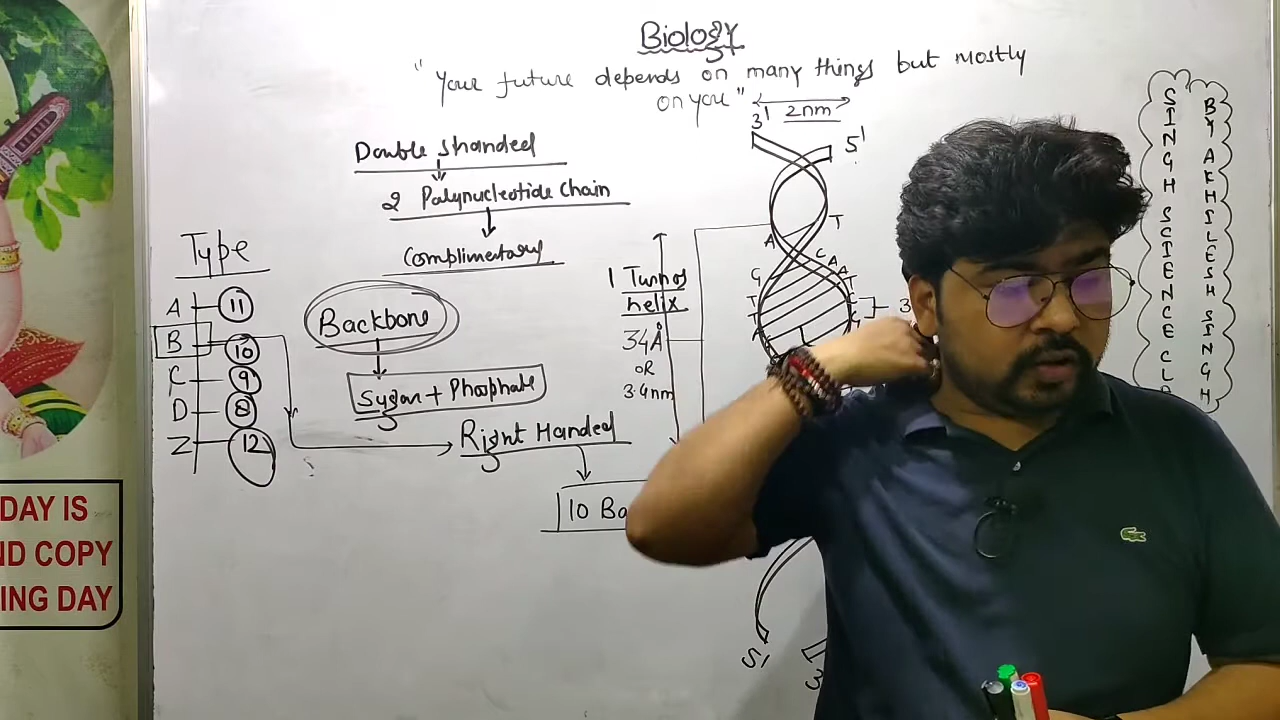 Biology
"Your future depends on many things but mostly
on you"
2nm
3'
5'
Double stranded
2 Polynucleotide Chain
Complimentary
Type
A 11
B 10
C 9
D 8
Z 12
Backbone
Sugar + Phosphate
Right Handed
10 Ba
1 Turn of
helix
34Å
OR
3.4nm
A
T
G
C
A
A
T
T
T
C
A
3
5'
3
SINGH SCIENCE CL
BY AKHILESH SINGH
DAY IS
ND COPY
ING DAY